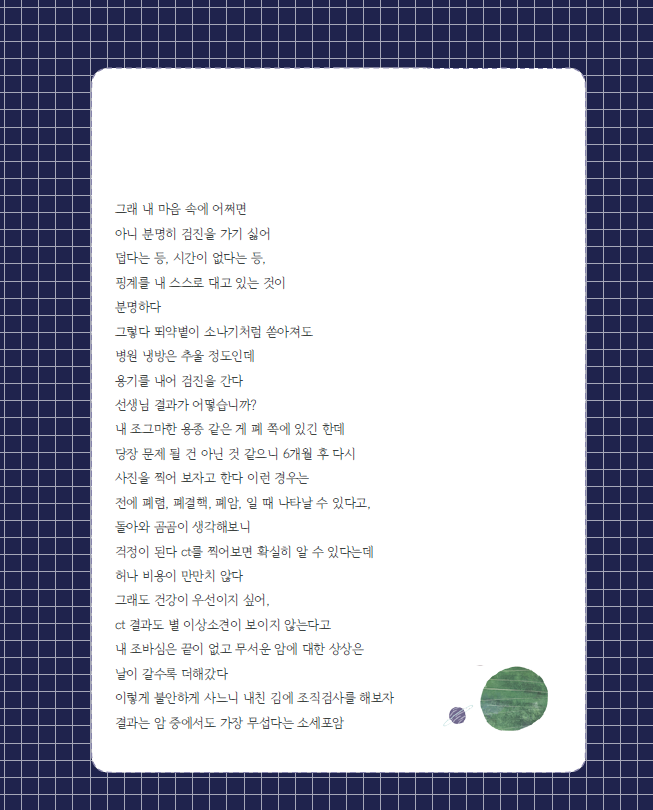 그래 내 마음 속에 어쩌면
아니 분명히 검진을 가기 싫어
덥다는 등, 시간이 없다는 등,
핑계를 내 스스로 대고 있는 것이
분명하다
그렇다 뙤약볕이 소나기처럼 쏟아져도
병원 냉방은 추울 정도인데
용기를 내어 검진을 간다
선생님 결과가 어떻습니까?
내 조그마한 용종 같은 게 폐 쪽에 있긴 한데
당장 문제 될 건 아닌 것 같으니 6개월 후 다시
사진을 찍어 보자고 한다 이런 경우는
전에 폐렴, 폐결핵, 폐암, 일 때 나타날 수 있다고,
돌아와 곰곰이 생각해보니
걱정이 된다 ct를 찍어보면 확실히 알 수 있다는데
허나 비용이 만만치 않다
그래도 건강이 우선이지 싶어,
ct 결과도 별 이상소견이 보이지 않는다고
내 조바심은 끝이 없고 무서운 암에 대한 상상은
날이 갈수록 더해갔다
이렇게 불안하게 사느니 내친 김에 조직검사를 해보자
결과는 암 중에서도 가장 무섭다는 소세포암